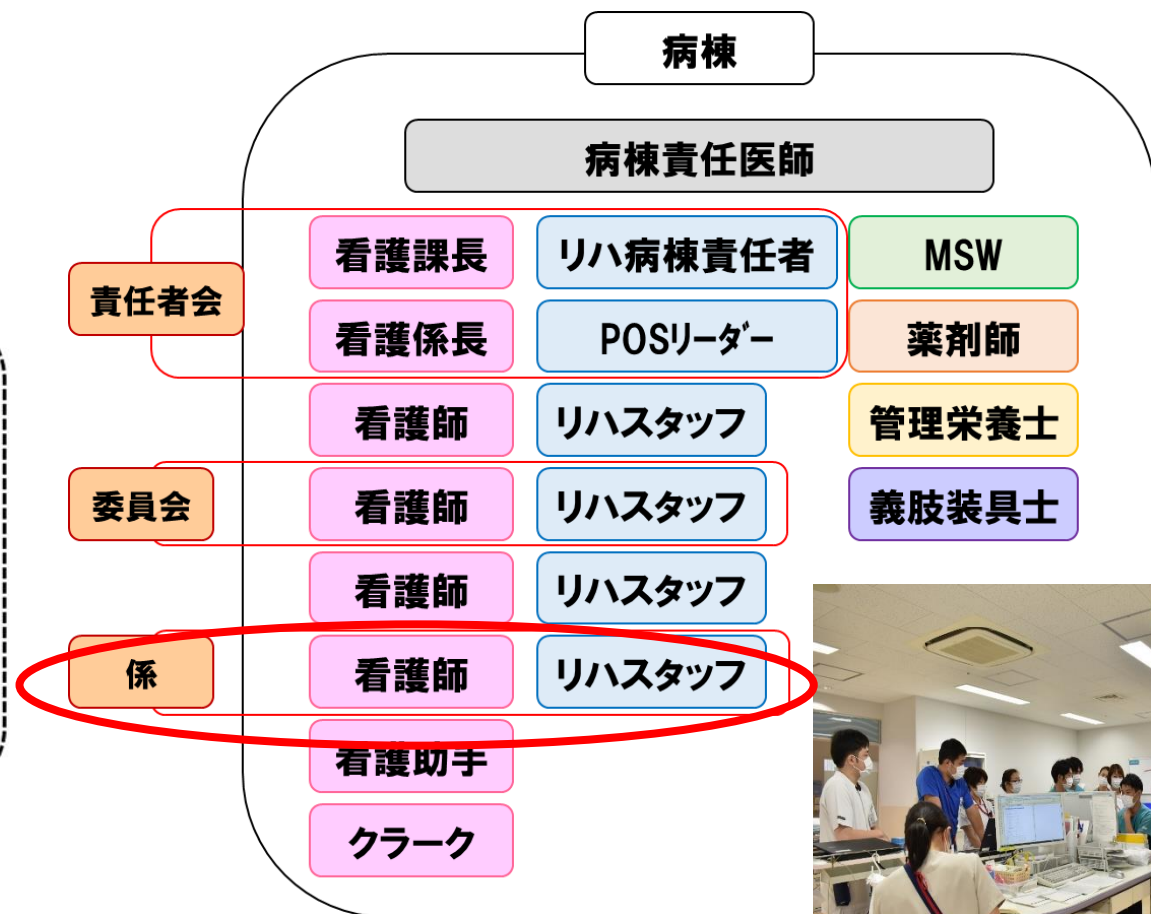 病棟
病棟責任医師
責任者会
看護課長
リハ病棟責任者
MSW
看護係長
POSリーダー
薬剤師
看護師
リハスタッフ
管理栄養士
委員会
看護師
リハスタッフ
義肢装具士
看護師
リハスタッフ
係
看護師
リハスタッフ
看護助手
クラーク